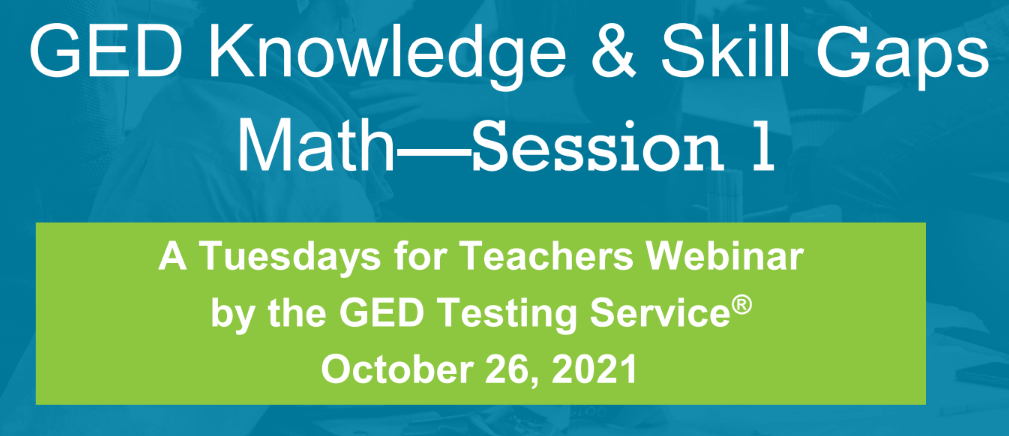 GED Knowledge & Skill Gaps
Math—Session 1
A Tuesdays for Teachers Webinar
by the GED Testing Service®
October 26, 2021